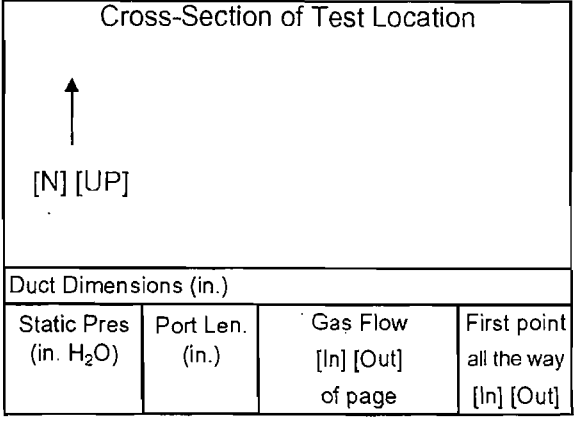 Cross-Section of Test Location
[N] [UP]
Duct Dimensions (in.)
Static Pres
(in. H₂O)
Port Len.
(in.)
Gas Flow
[In] [Out]
of page
First point
all the way
[In] [Out]